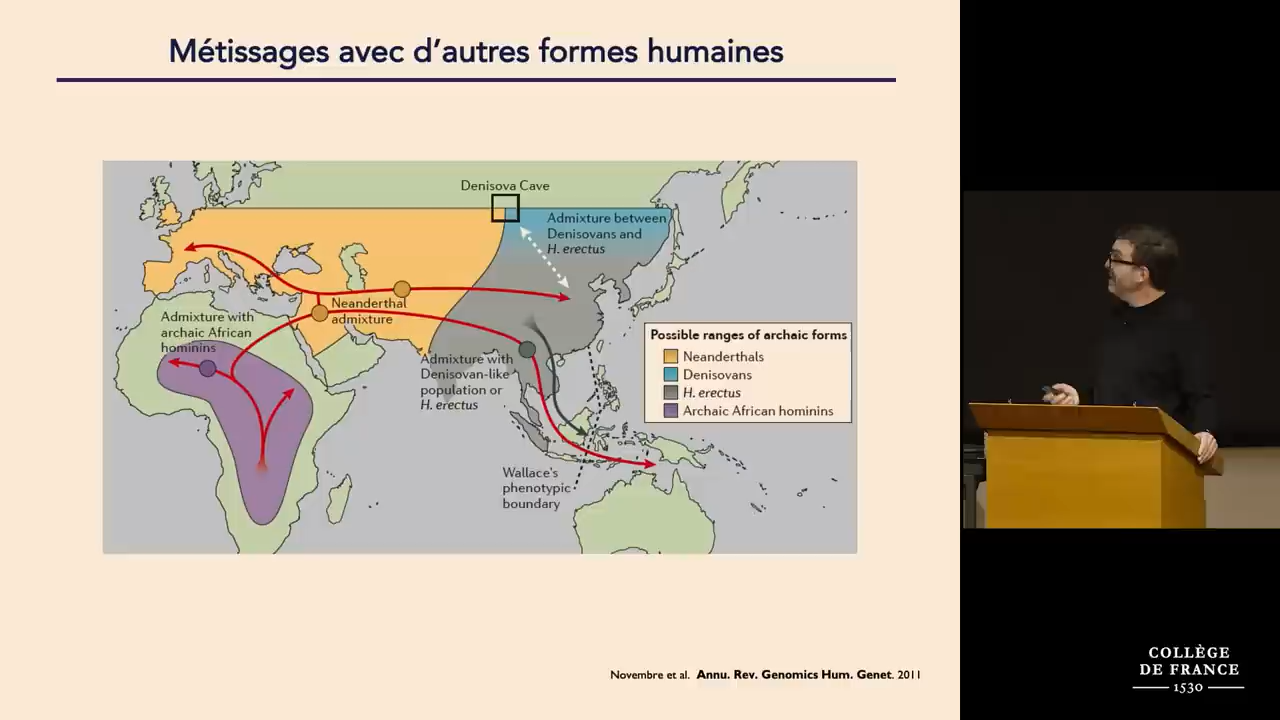 Métissages avec d’autres formes humaines
Denisova Cave
Admixture between
Denisovans and
H. erectus
Neanderthal
admixture
Admixture with
archaic African
hominins
Admixture with
Denisovan-like
population or
H. erectus
Possible ranges of archaic forms
Neanderthals
Denisovans
H. erectus
Archaic African hominins
Wallace's
phenotypic
boundary
Novembre et al. Annu. Rev. Genomics Hum. Genet. 2011
COLLÈGE
DE FRANCE
1530